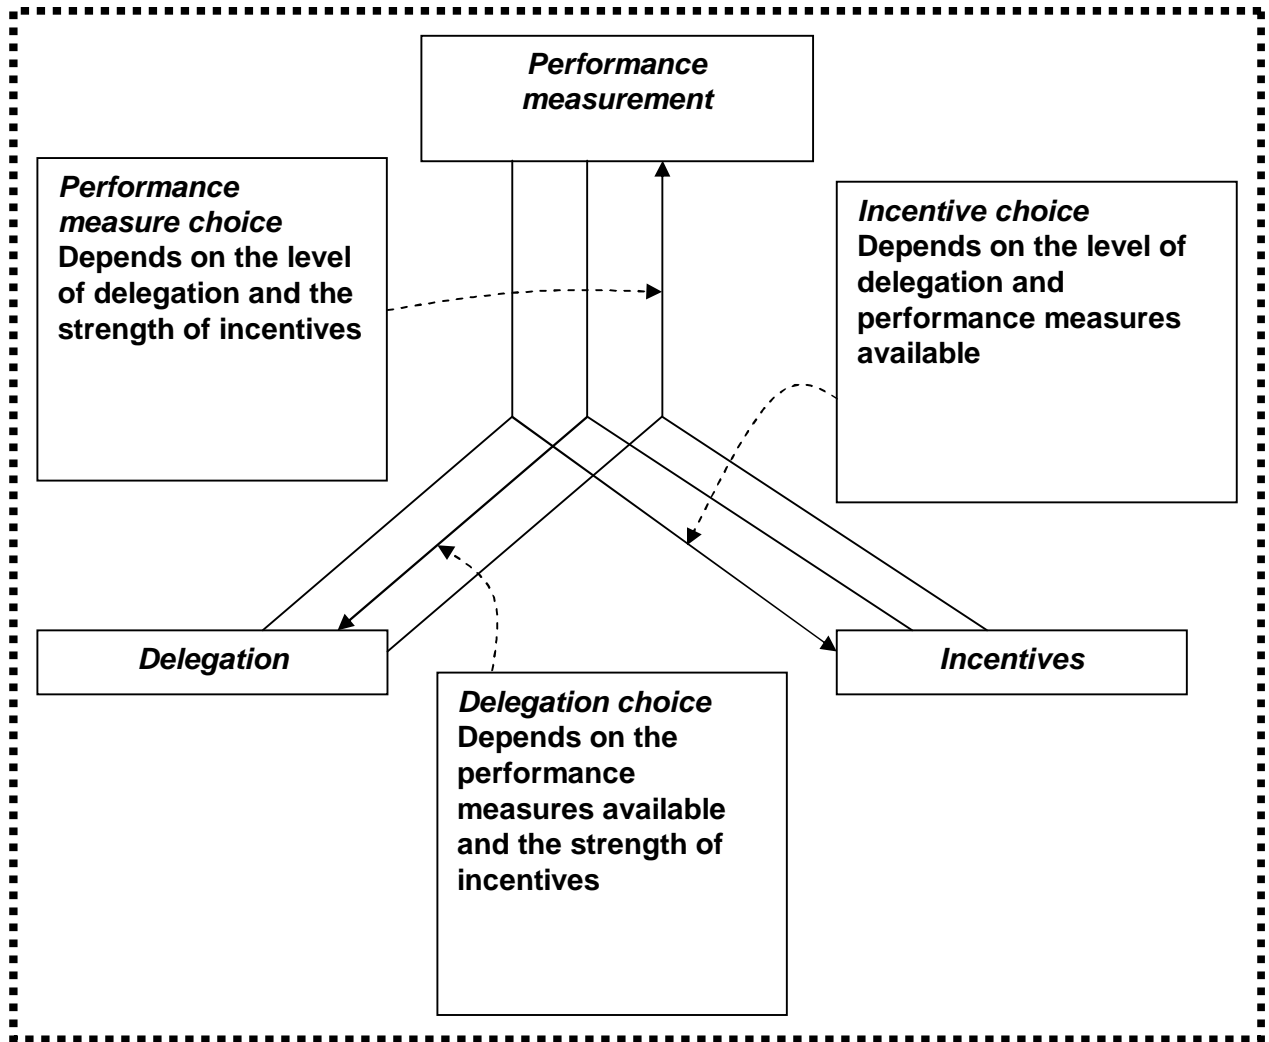 Performance
measurement
Performance
measure choice
Depends on the level
of delegation and the
strength of incentives
Incentive choice
Depends on the level of
delegation and
performance measures
available
Delegation
Incentives
Delegation choice
Depends on the
performance
measures available
and the strength of
incentives